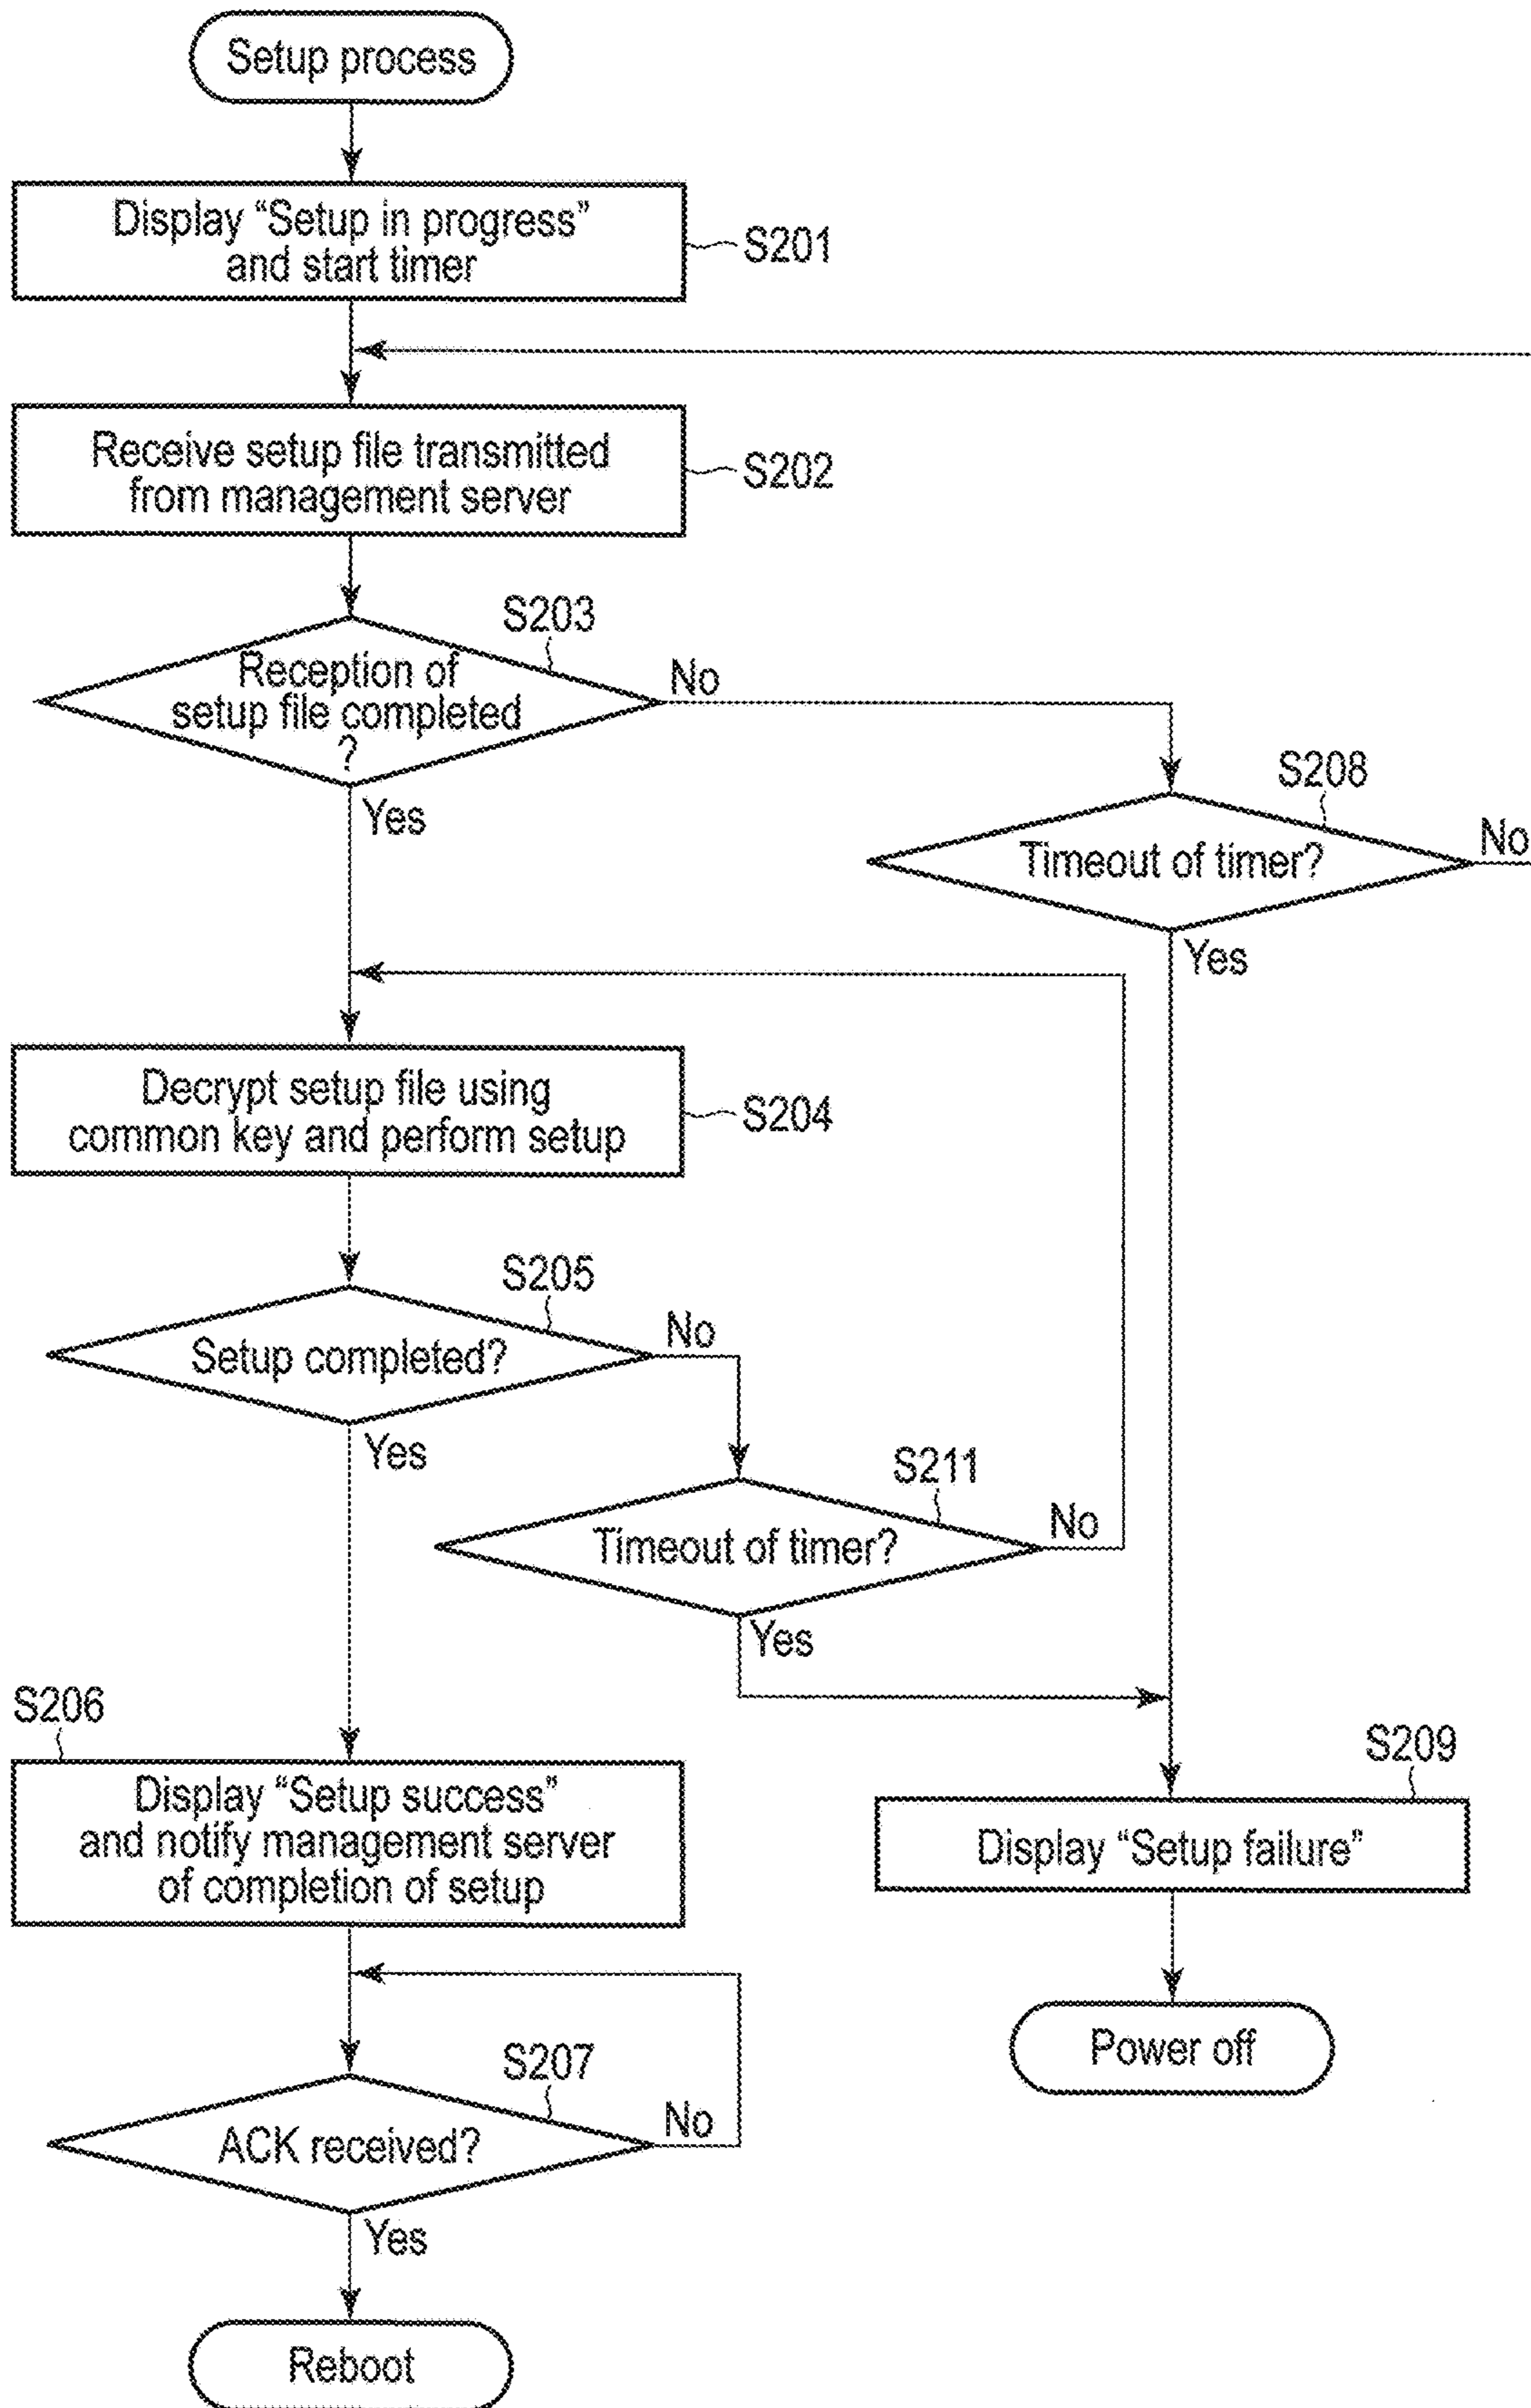 Setup process
Display “Setup in progress”
and start timer
S201
Receive setup file transmitted
from management server
S202
S203
Reception of
setup file completed
?
No
Yes
S208
Timeout of timer?
No
Yes
Decrypt setup file using
common key and perform setup
S204
S205
Setup completed?
No
Yes
S211
Timeout of timer?
No
Yes
S206
Display “Setup success”
and notify management server
of completion of setup
S209
Display “Setup failure”
Power off
S207
ACK received?
No
Yes
Reboot